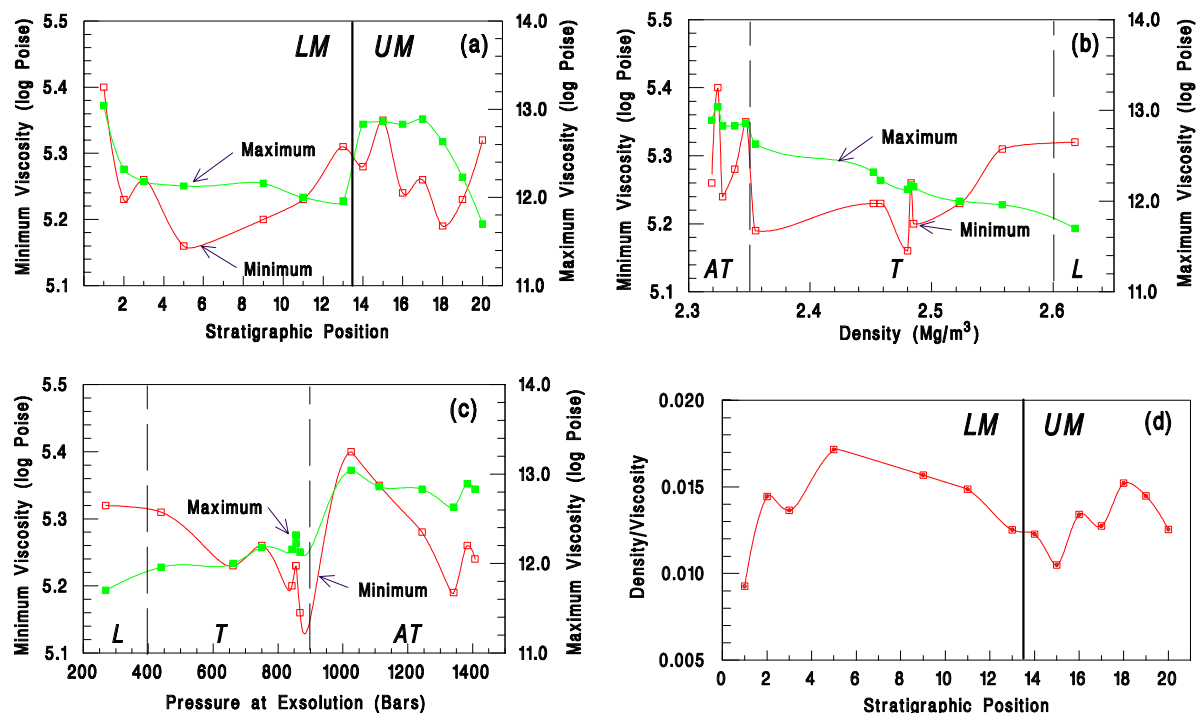 (a)
LM
UM
Minimum Viscosity (log Poise)
5.5
5.4
5.3
5.2
5.1
Maximum
Minimum
2 4 6 8 10 12 14 16 18 20
Stratigraphic Position
14.0
13.0
12.0
11.0
Maximum Viscosity (log Poise)
(b)
Minimum Viscosity (log Poise)
5.5
5.4
5.3
5.2
5.1
Maximum
Minimum
AT
T
L
2.3 2.4 2.5 2.6
Density (Mg/m³)
14.0
13.0
12.0
11.0
Maximum Viscosity (log Poise)
(c)
Minimum Viscosity (log Poise)
5.5
5.4
5.3
5.2
5.1
Maximum
Minimum
L
T
AT
200 400 600 800 1000 1200 1400
Pressure at Exsolution (Bars)
14.0
13.0
12.0
11.0
Maximum Viscosity (log Poise)
(d)
LM
UM
Density/Viscosity
0.020
0.015
0.010
0.005
0 2 4 6 8 10 12 14 16 18 20
Stratigraphic Position